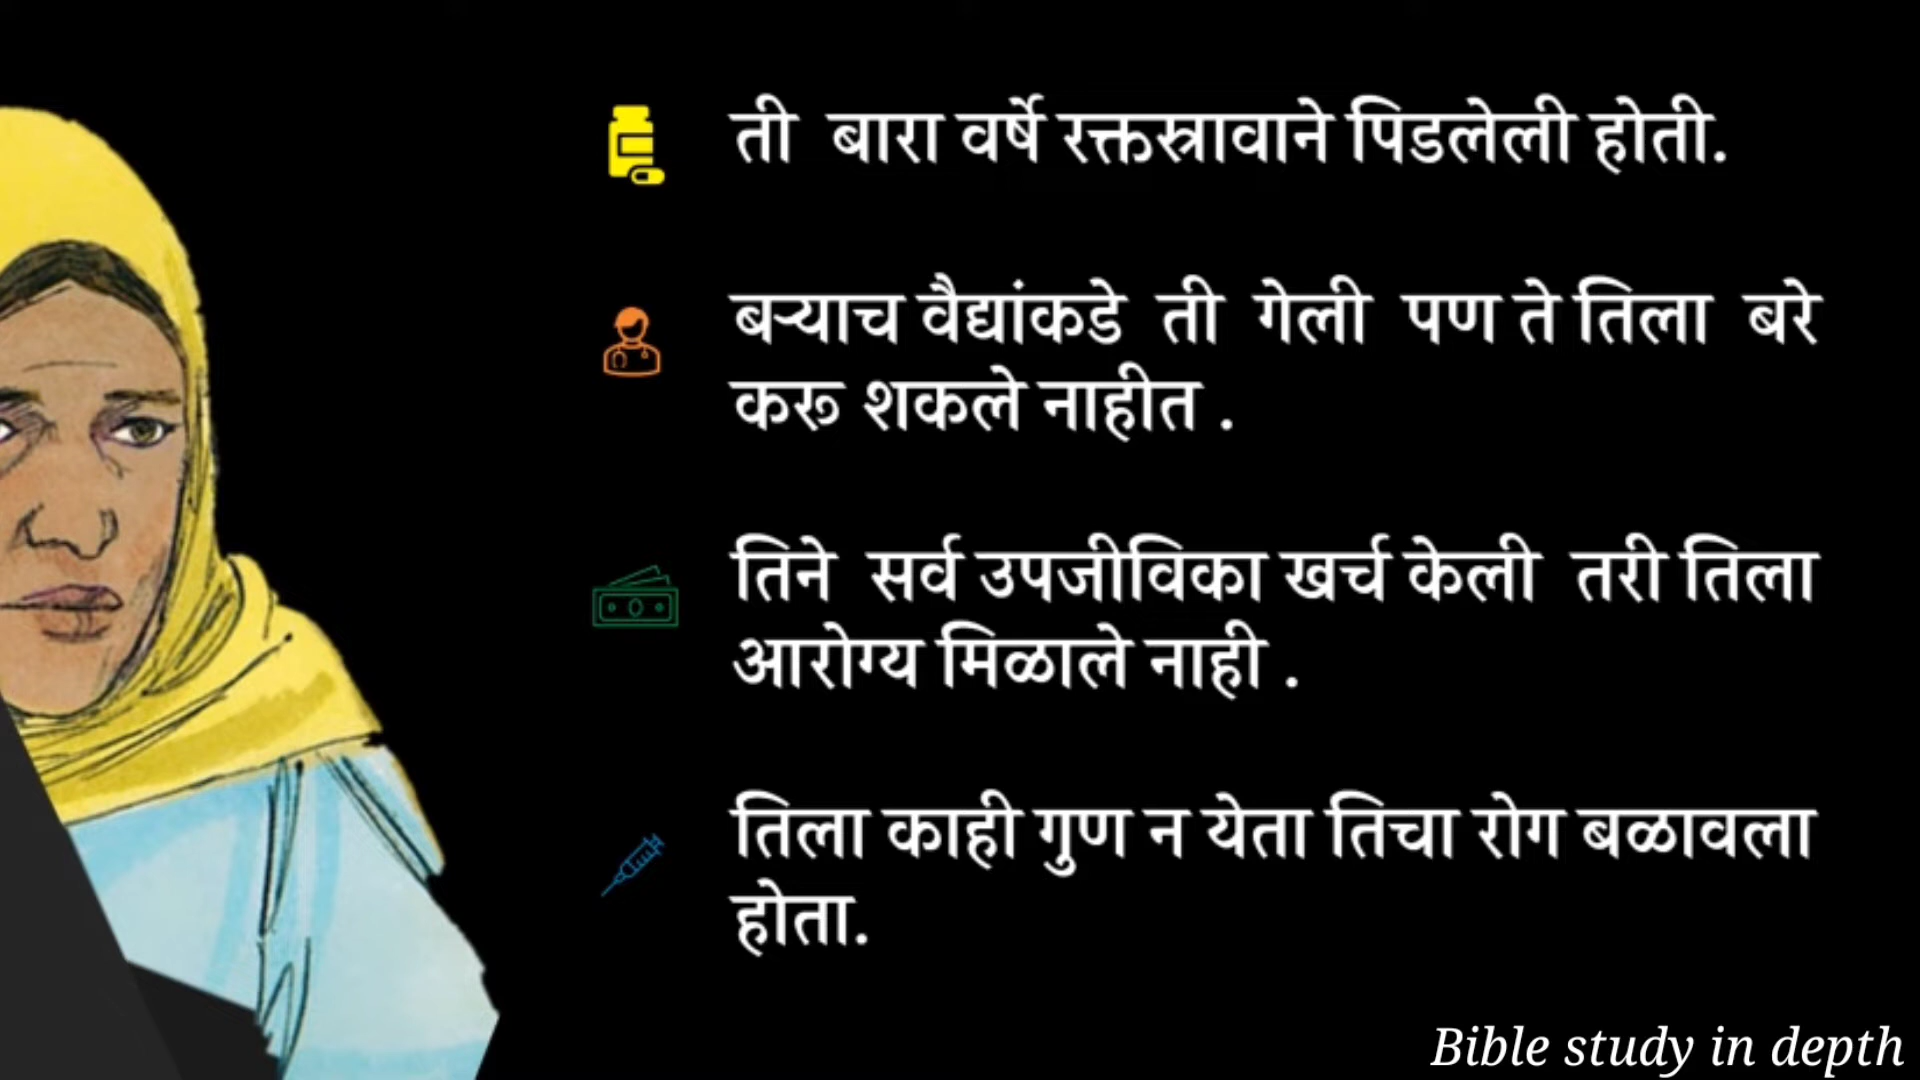 ती बारा वर्षे रक्तस्रावाने पिडलेली होती.
बऱ्याच वैद्यांकडे ती गेली पण ते तिला बरे
करू शकले नाहीत .
तिने सर्व उपजीविका खर्च केली तरी तिला
आरोग्य मिळाले नाही .
तिला काही गुण न येता तिचा रोग बळावला
होता.
Bible study in depth